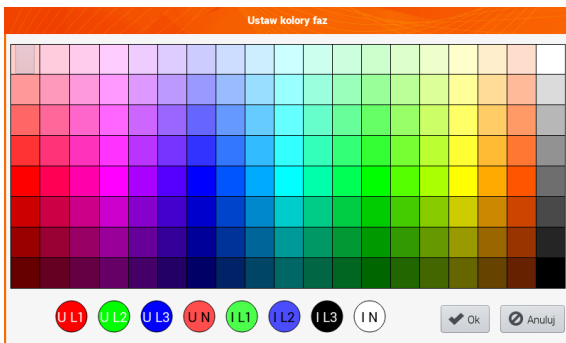 Ustaw kolory faz
U L1 U L2 U L3 U N I L1 I L2 I L3 I N Ok Anuluj